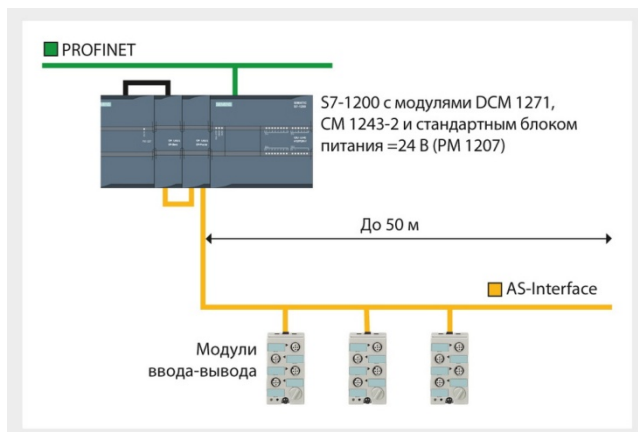 PROFINET
S7-1200 с модулями DCM 1271,
CM 1243-2 и стандартным блоком
питания =24 В (PM 1207)
До 50 м
AS-Interface
Модули
ввода-вывода